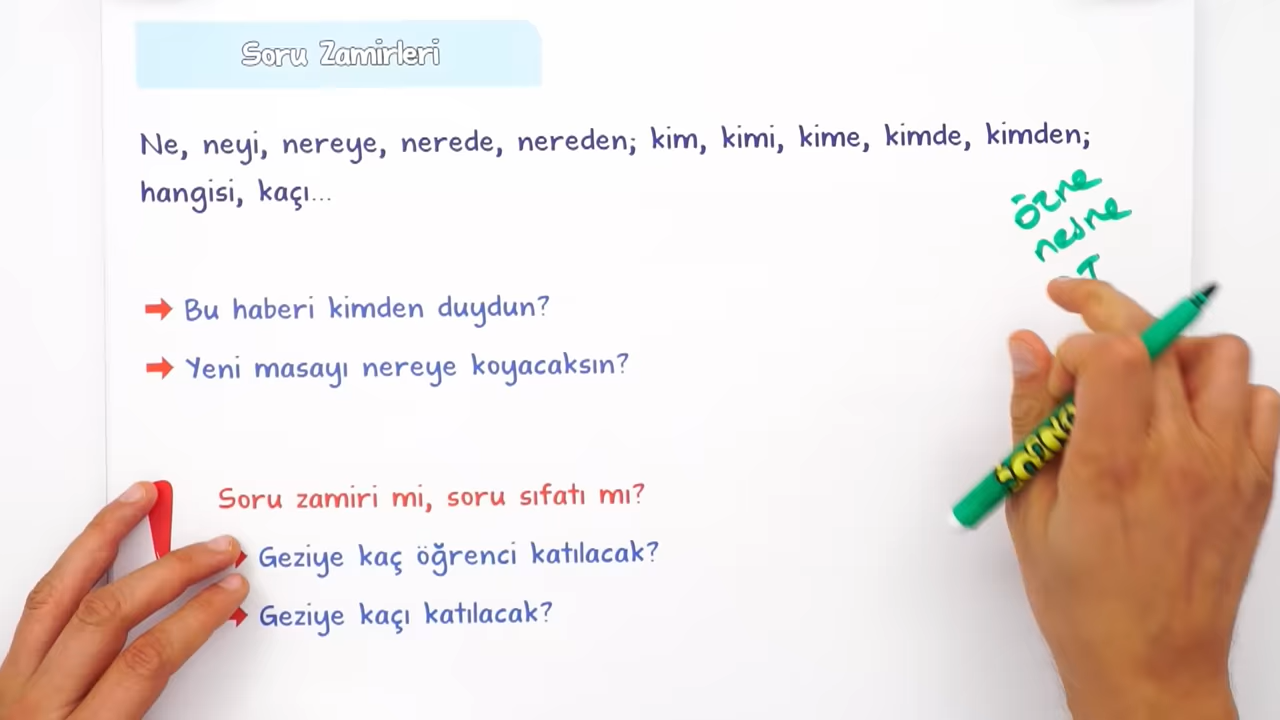 Soru Zamirleri
Ne, neyi, nereye, nerede, nereden; kim, kimi, kime, kimde, kimden;
hangisi, kaçı...
özne
nesne
Bu haberi kimden duydun?
Yeni masayı nereye koyacaksın?
Soru zamiri mi, soru sıfatı mı?
Geziye kaç öğrenci katılacak?
Geziye kaçı katılacak?